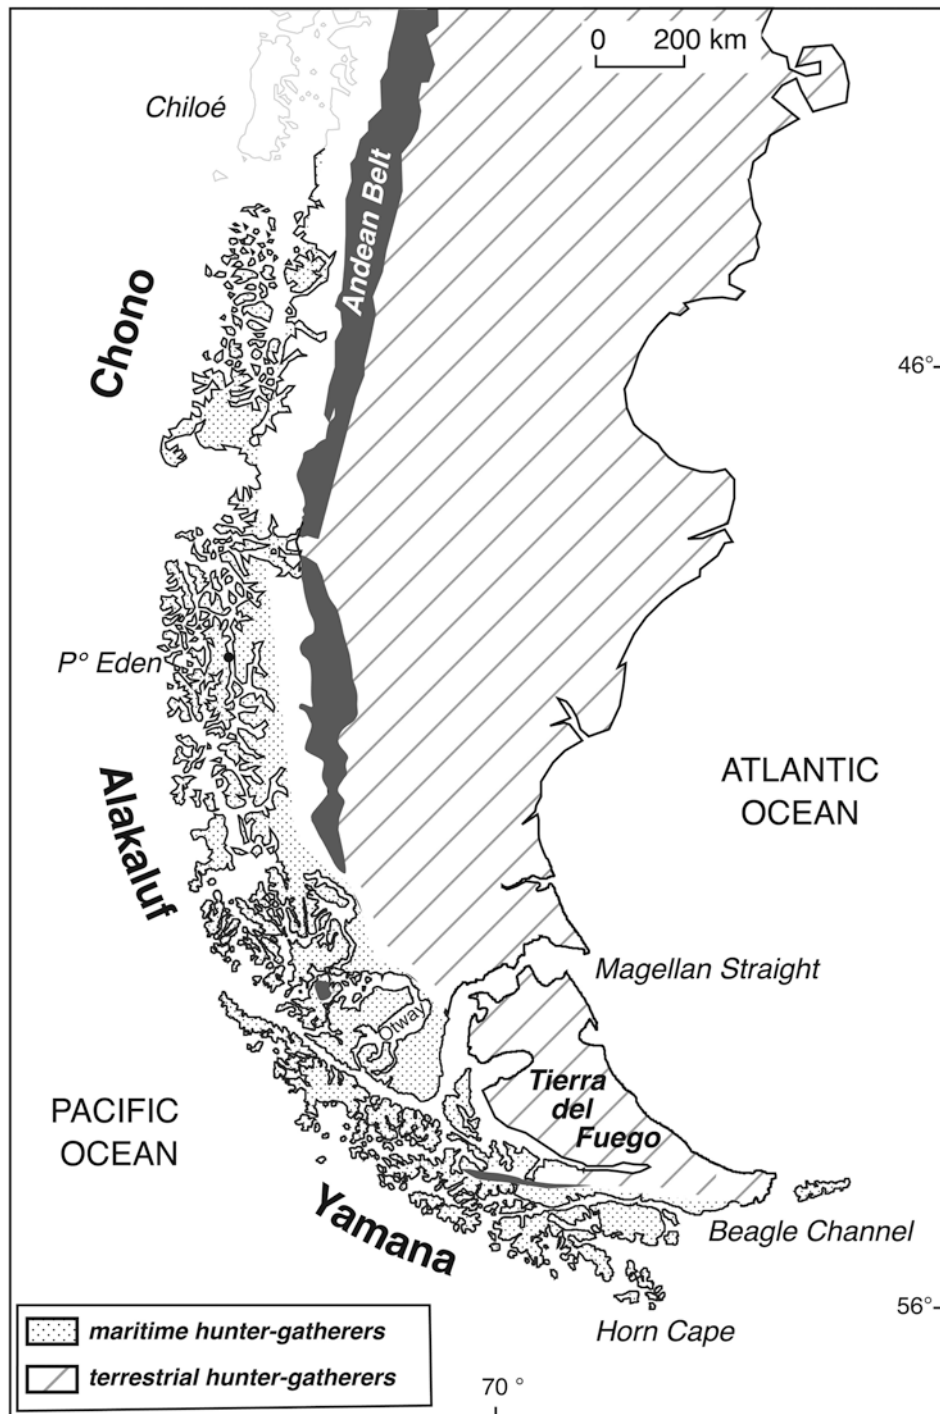 0 200 km
Chiloé
Andean Belt
Chono
46°
P° Eden
ATLANTIC
OCEAN
Alakaluf
Magellan Straight
Otway
Tierra
del
Fuego
PACIFIC
OCEAN
Yamana
Beagle Channel
56°
Horn Cape
maritime hunter-gatherers
terrestrial hunter-gatherers
70 °